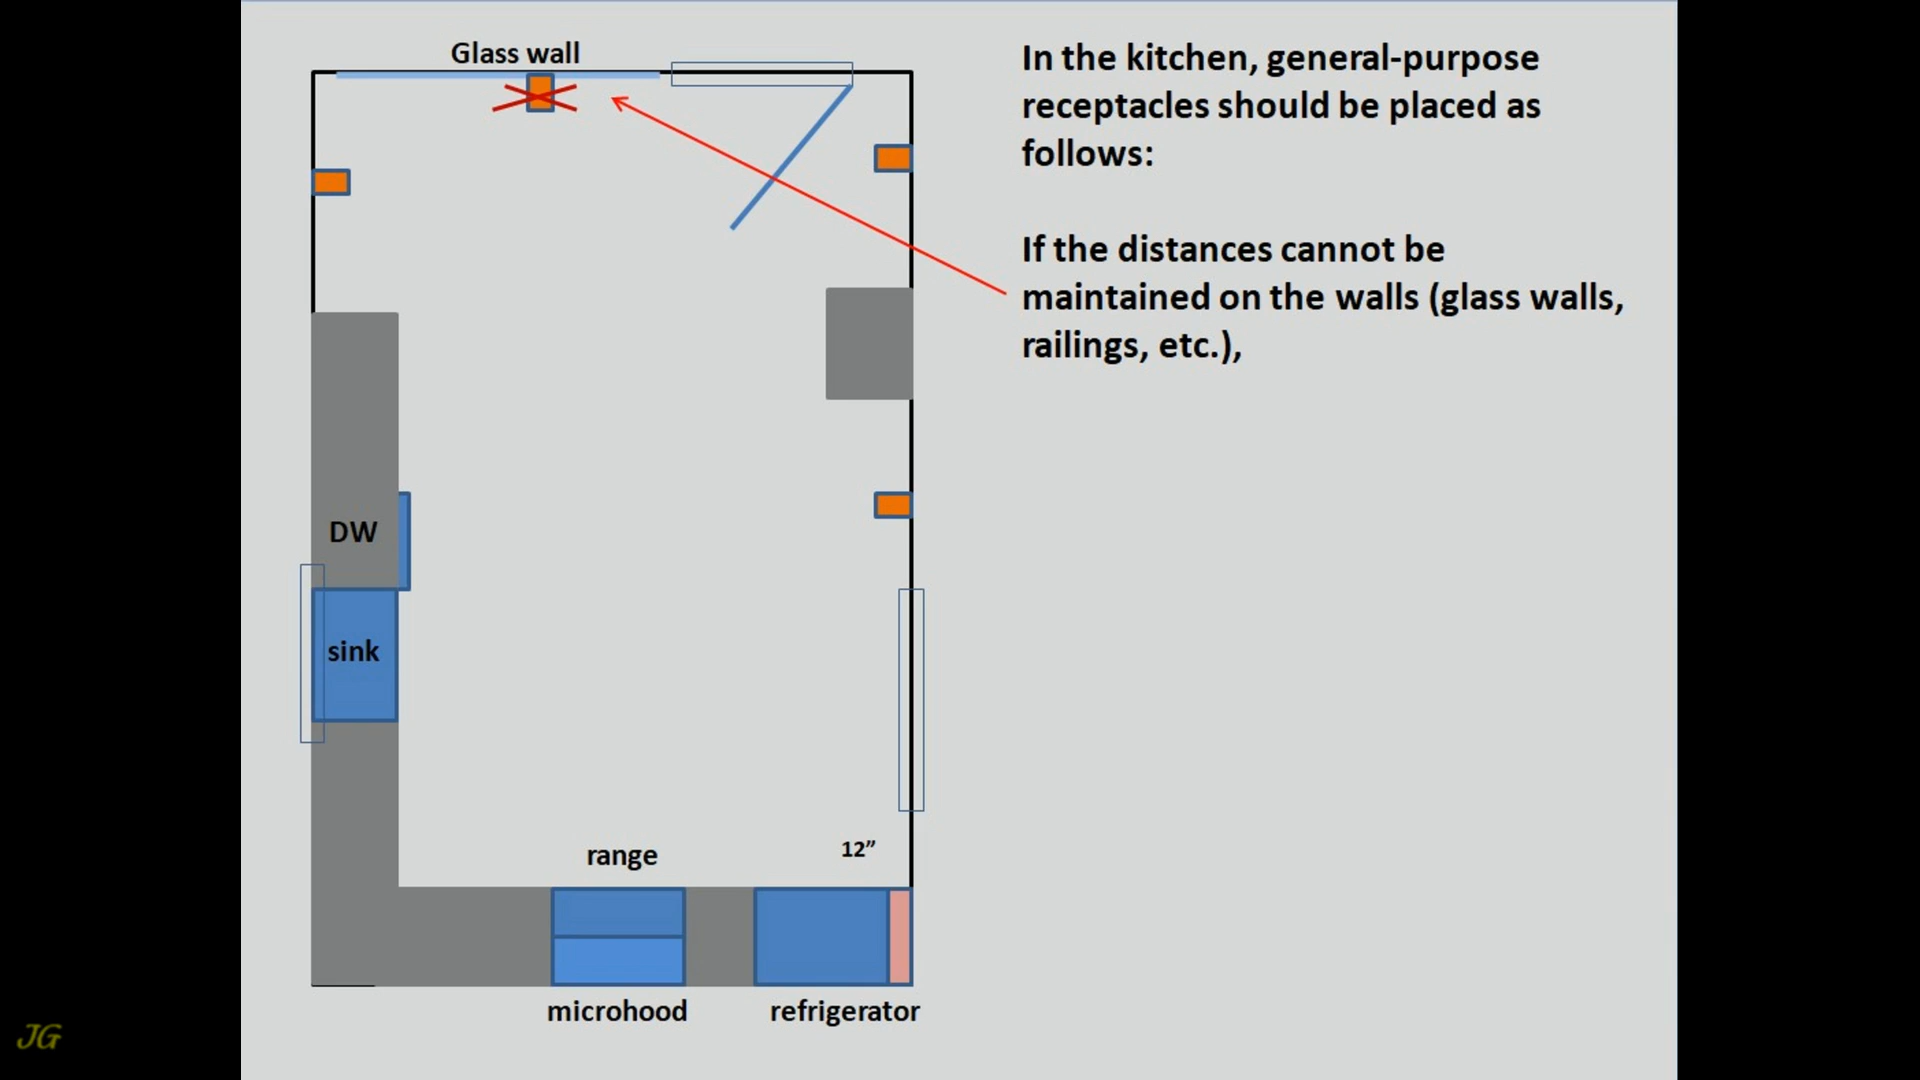 Glass wall
In the kitchen, general-purpose
receptacles should be placed as
follows:
If the distances cannot be
maintained on the walls (glass walls,
railings, etc.),
DW
sink
range
12”
microhood
refrigerator
JG